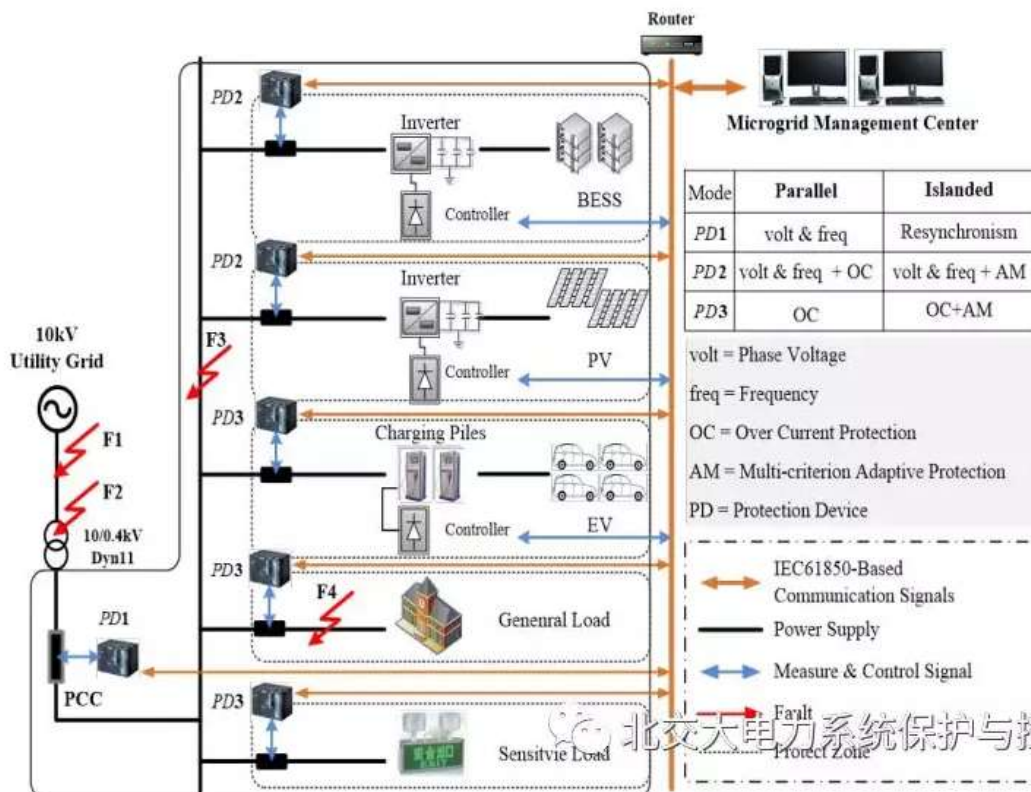 Router
Microgrid Management Center
PD2
Inverter
BESS
Controller
PD2
Inverter
PV
Controller
10kV
Utility Grid
F3
F1
F2
10/0.4kV
Dyn11
PD3
Charging Piles
EV
Controller
PD3
F4
Genenral Load
PD1
PCC
PD3
Sensitvie Load
Mode Parallel Islanded
PD1 volt & freq Resynchronism
PD2 volt & freq + OC volt & freq + AM
PD3 OC OC+AM
volt = Phase Voltage
freq = Frequency
OC = Over Current Protection
AM = Multi-criterion Adaptive Protection
PD = Protection Device
IEC61850-Based
Communication Signals
Power Supply
Measure & Control Signal
Fault
Protect Zone
北交大电力系统保护与控
EXIT